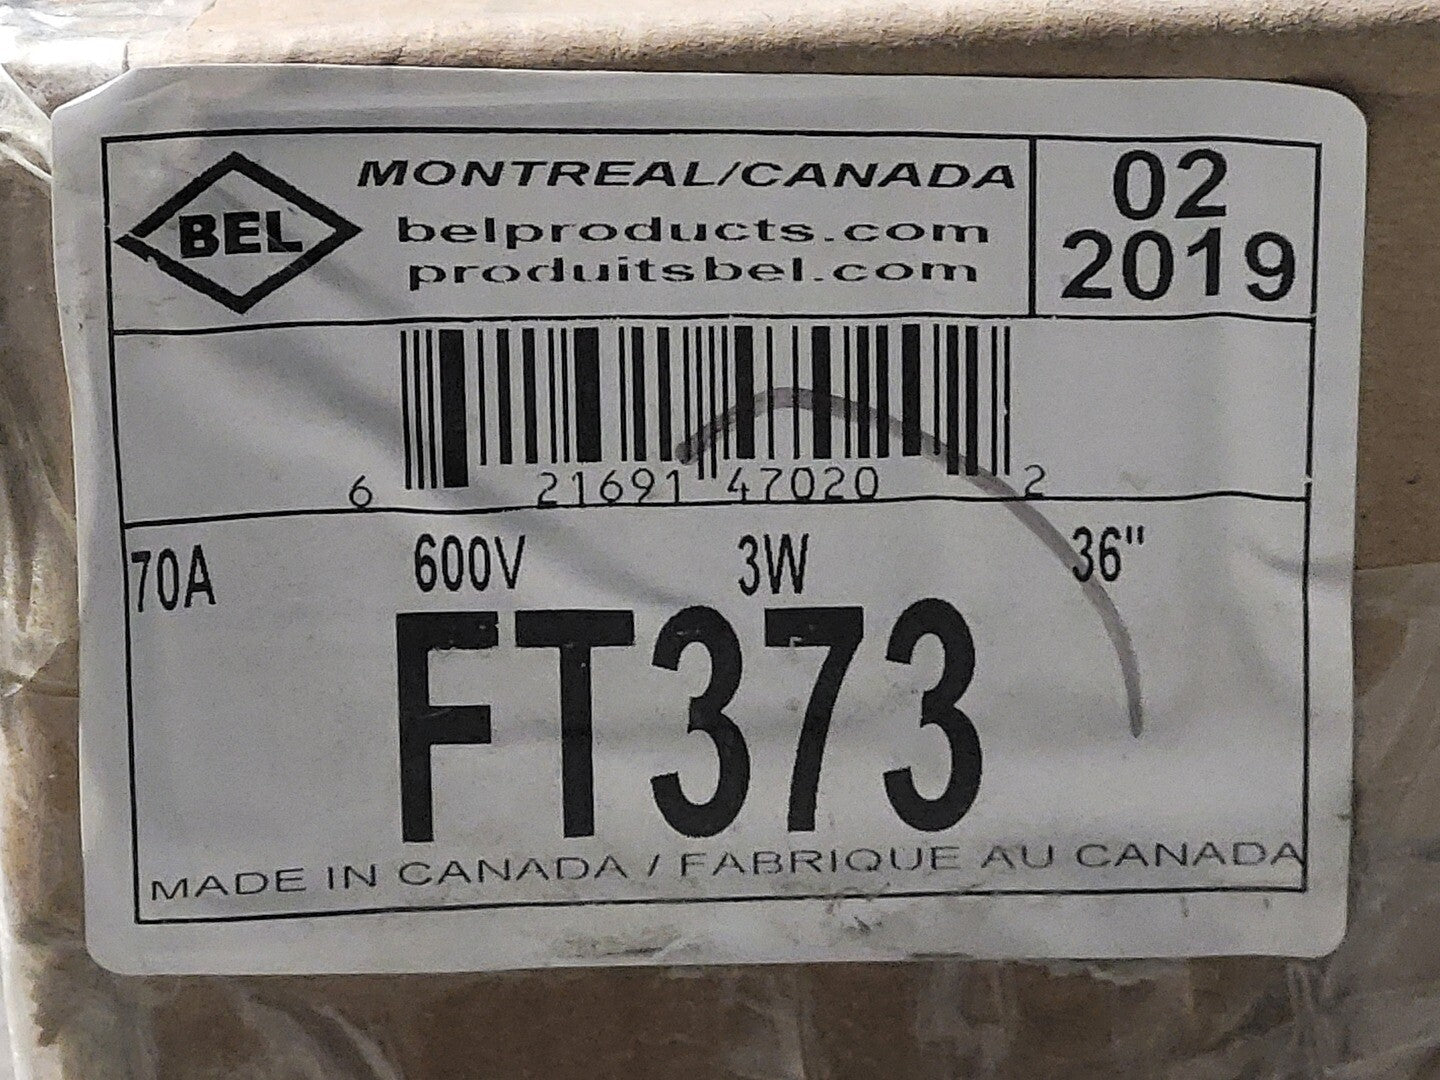 BEL
MONTREAL/CANADA
belproducts.com
produitsbel.com
02
2019
6 21691 47020 2
70A 600V 3W 36"
FT373
MADE IN CANADA / FABRIQUE AU CANADA